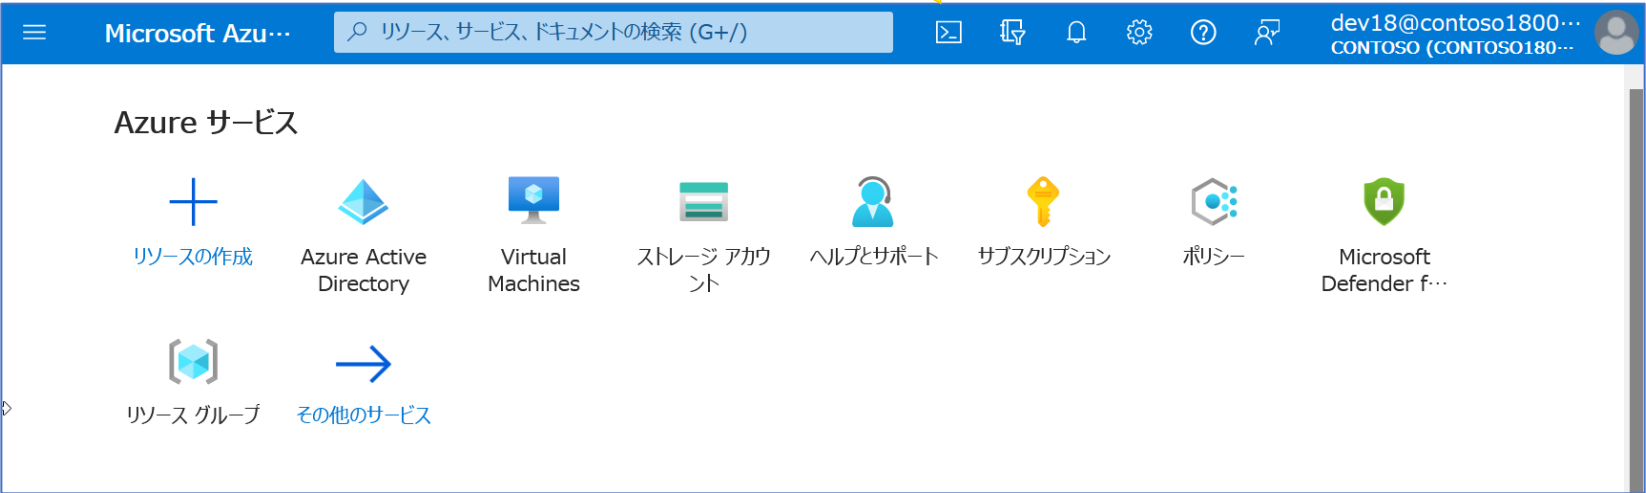 Microsoft Azu…
リソース、サービス、ドキュメントの検索 (G+/)
dev18@contoso1800…
CONTOSO (CONTOSO180…
Azure サービス
リソースの作成
Azure Active
Directory
Virtual
Machines
ストレージ アカウ
ント
ヘルプとサポート
サブスクリプション
ポリシー
Microsoft
Defender f…
リソース グループ
その他のサービス